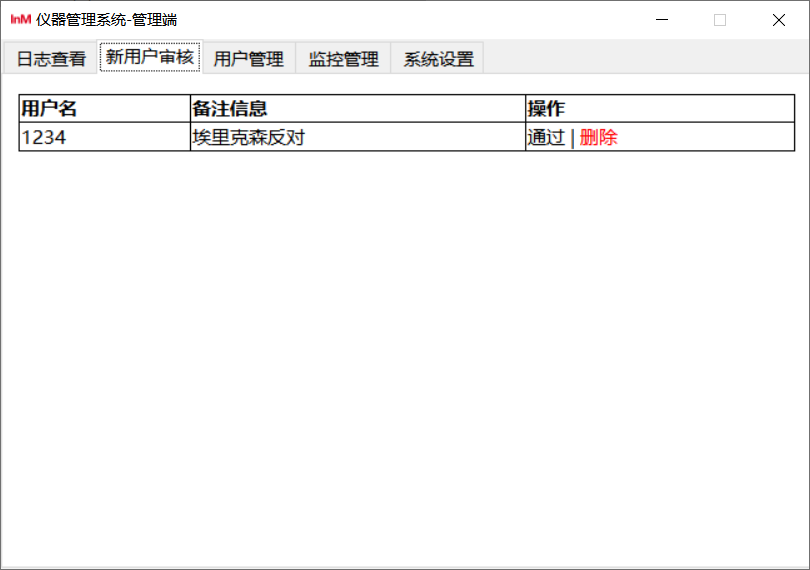 InM 仪器管理系统-管理端
日志查看 新用户审核 用户管理 监控管理 系统设置
用户名 备注信息 操作
1234 埃里克森反对 通过 | 删除